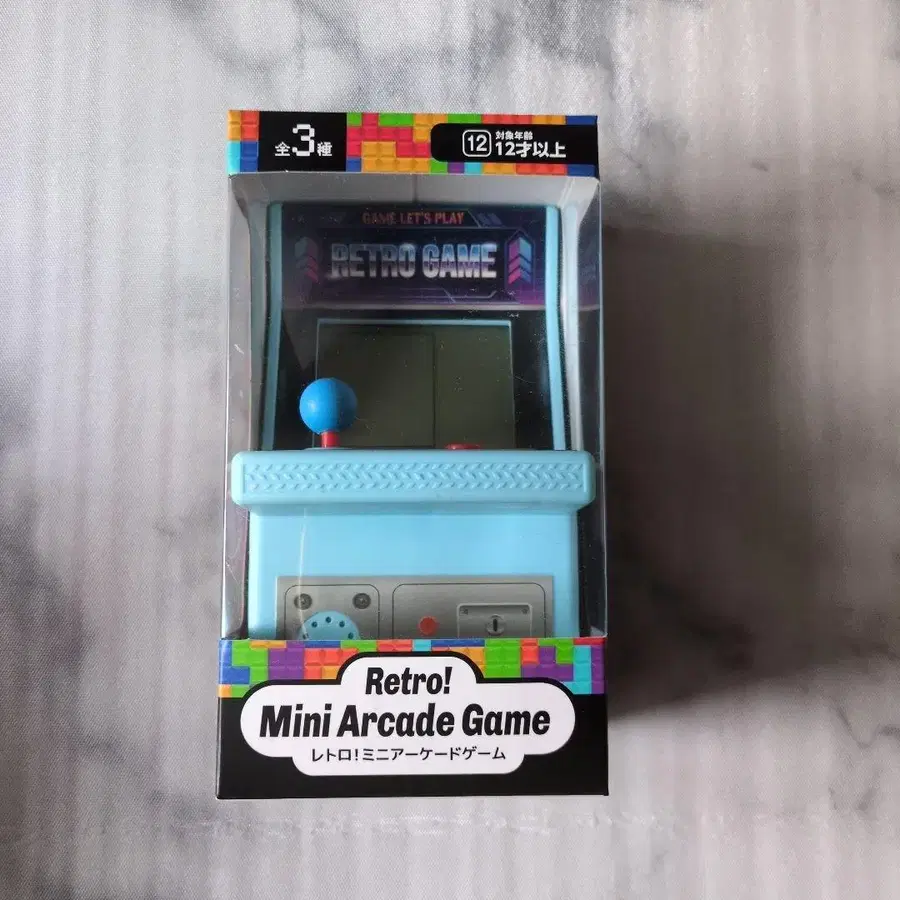 全3種
12
対象年齢
12才以上
GAME LET'S PLAY
RETRO GAME
Retro!
Mini Arcade Game
レトロ!ミニアーケードゲーム